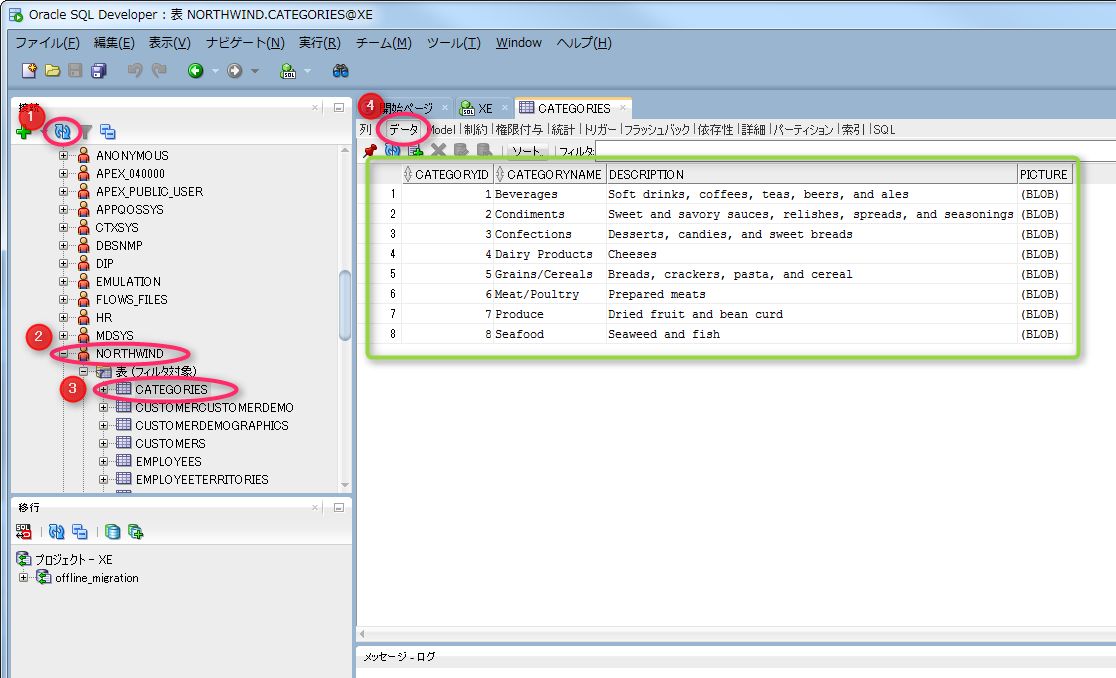 Oracle SQL Developer : 表 NORTHWIND.CATEGORIES@XE
ファイル(F) 編集(E) 表示(V) ナビゲート(N) 実行(R) チーム(M) ツール(T) Window ヘルプ(H)
接続
1
ANONYMOUS
APEX_040000
APEX_PUBLIC_USER
APPQOSSYS
CTXSYS
DBSNMP
DIP
EMULATION
FLOWS_FILES
HR
MDSYS
2
NORTHWIND
表 (フィルタ対象)
3
CATEGORIES
CUSTOMERCUSTOMERDEMO
CUSTOMERDEMOGRAPHICS
CUSTOMERS
EMPLOYEES
EMPLOYEETERRITORIES
移行
プロジェクト - XE
offline_migration
4
開始ページ XE CATEGORIES
列 データ Model 制約 権限付与 統計 トリガー フラッシュバック 依存性 詳細 パーティション 索引 SQL
ソート.. フィルタ:
CATEGORYID CATEGORYNAME DESCRIPTION PICTURE
1 1 Beverages Soft drinks, coffees, teas, beers, and ales (BLOB)
2 2 Condiments Sweet and savory sauces, relishes, spreads, and seasonings (BLOB)
3 3 Confections Desserts, candies, and sweet breads (BLOB)
4 4 Dairy Products Cheeses (BLOB)
5 5 Grains/Cereals Breads, crackers, pasta, and cereal (BLOB)
6 6 Meat/Poultry Prepared meats (BLOB)
7 7 Produce Dried fruit and bean curd (BLOB)
8 8 Seafood Seaweed and fish (BLOB)
メッセージ - ログ